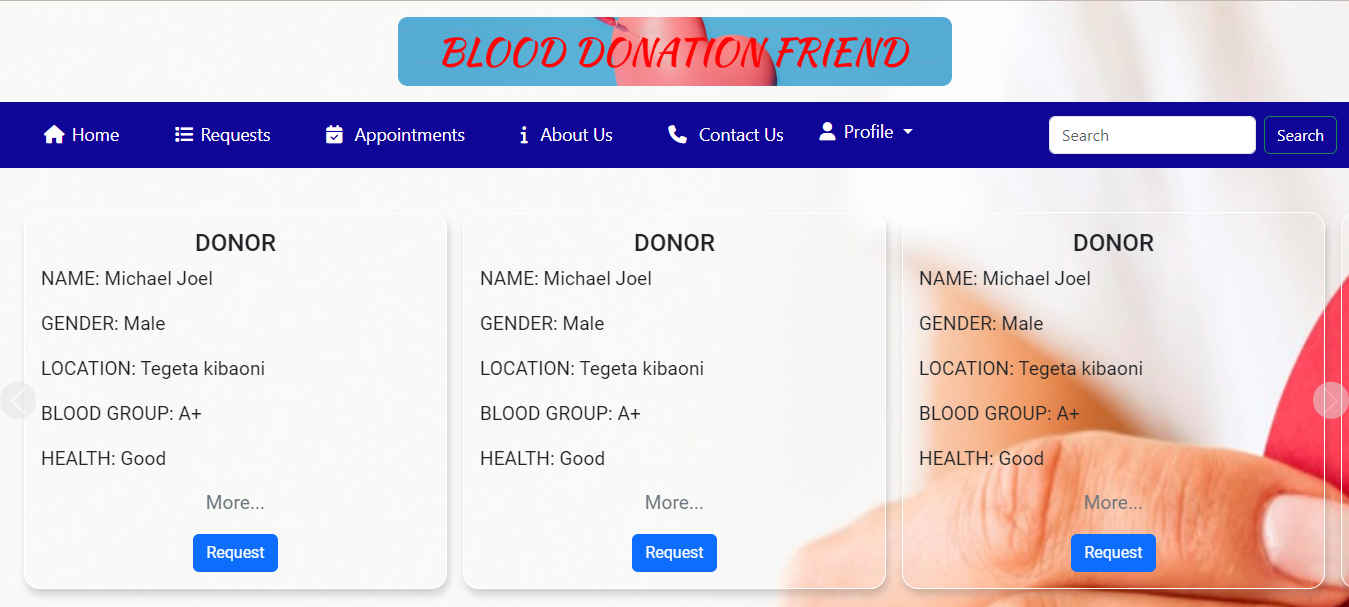 BLOOD DONATION FRIEND
Home Requests Appointments About Us Contact Us Profile Search Search
DONOR DONOR DONOR
NAME: Michael Joel NAME: Michael Joel NAME: Michael Joel
GENDER: Male GENDER: Male GENDER: Male
LOCATION: Tegeta kibaoni LOCATION: Tegeta kibaoni LOCATION: Tegeta kibaoni
BLOOD GROUP: A+ BLOOD GROUP: A+ BLOOD GROUP: A+
HEALTH: Good HEALTH: Good HEALTH: Good
More... More... More...
Request Request Request